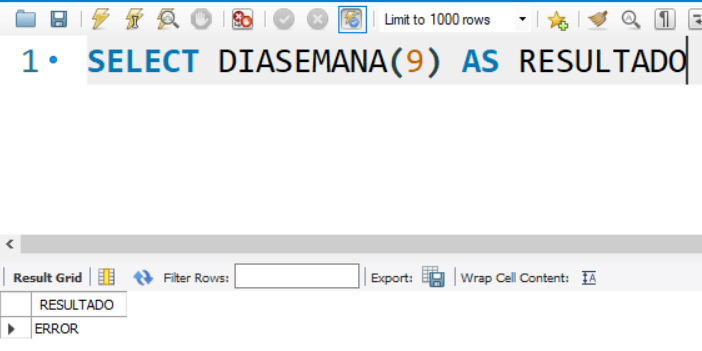 Limit to 1000 rows
1 SELECT DIASEMANA(9) AS RESULTADO
Result Grid Filter Rows: Export: Wrap Cell Content:
RESULTADO
ERROR